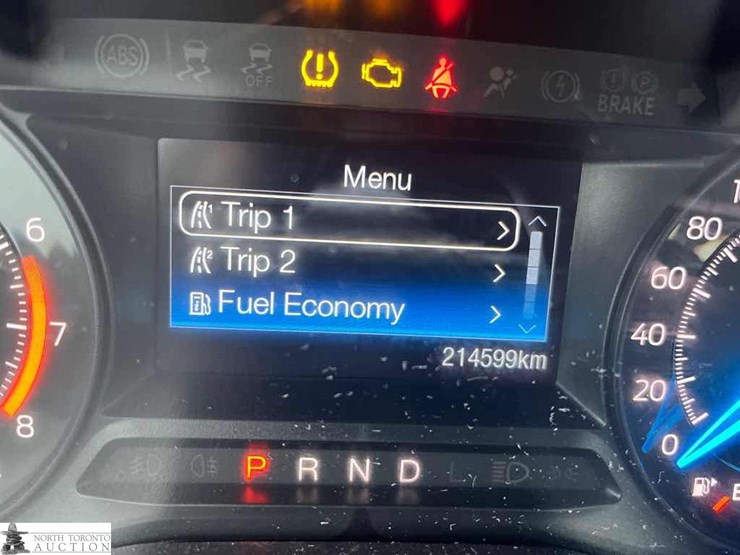 ABS OFF BRAKE
Menu
Trip 1
Trip 2
Fuel Economy
214599km
6
7
8
80
60
40
20
0
P R N D L
E
NORTH TORONTO
AUCTION